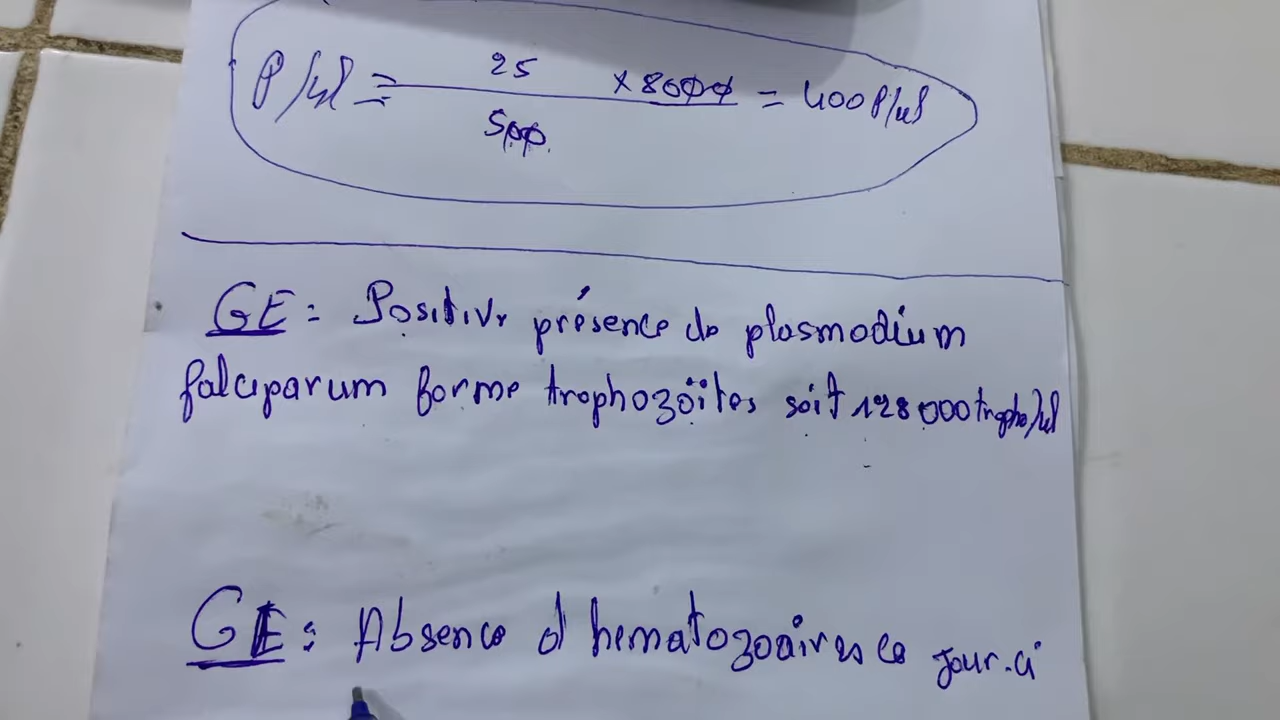 P/µl = 25 / 500 × 8000 = 400 P/µl
GE : Positive présence de plasmodium
falciparum forme trophozoïtes soit 128 000 tropho/µl
GE : Absence d'hematozoaires ce jour-ci